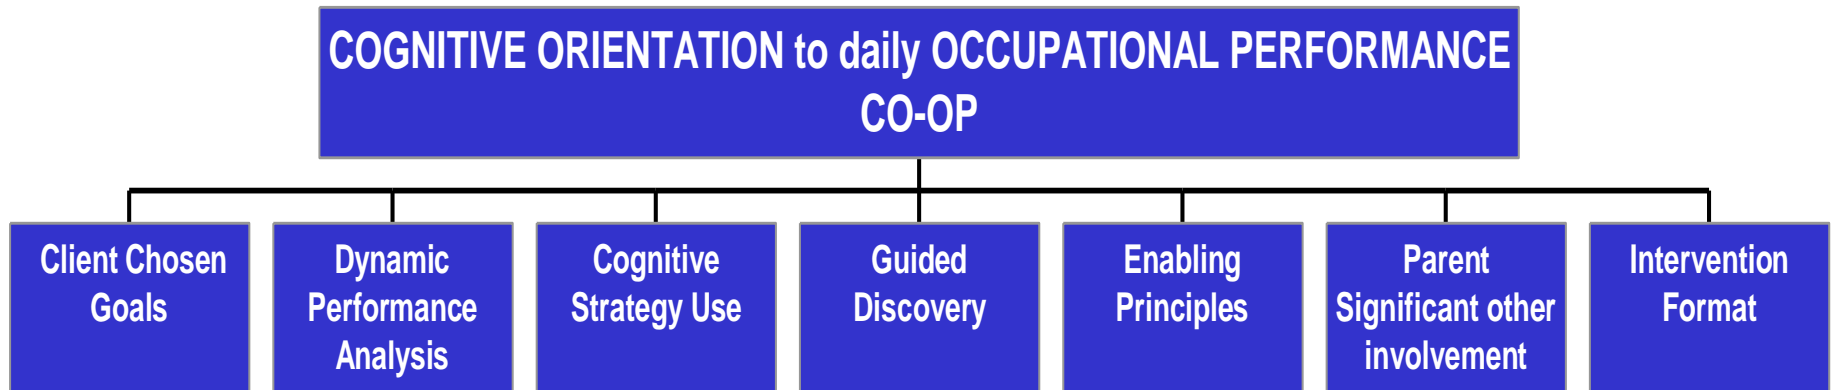 COGNITIVE ORIENTATION to daily OCCUPATIONAL PERFORMANCE
CO-OP
Client Chosen
Goals
Dynamic
Performance
Analysis
Cognitive
Strategy Use
Guided
Discovery
Enabling
Principles
Parent
Significant other
involvement
Intervention
Format